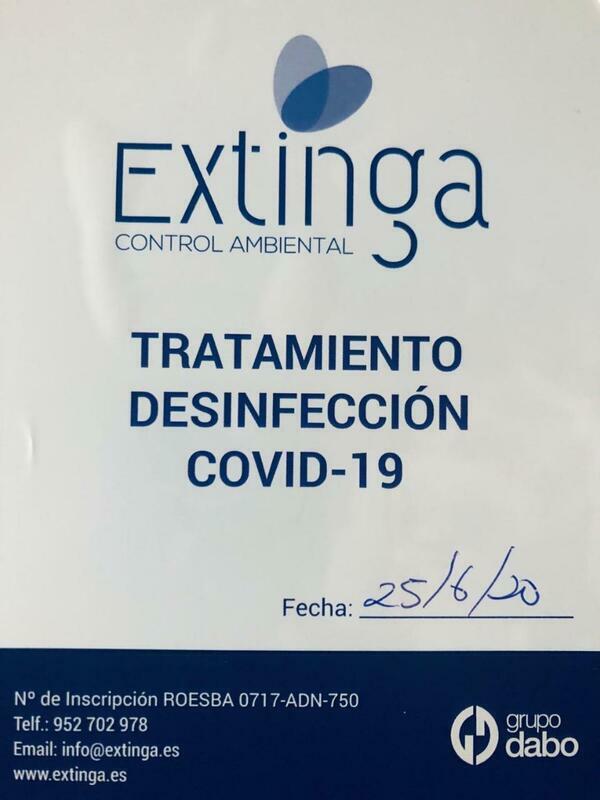 Extinga
CONTROL AMBIENTAL
TRATAMIENTO
DESINFECCIÓN
COVID-19
Fecha: 25/6/20
Nº de Inscripción ROESBA 0717-ADN-750
Telf.: 952 702 978
Email: info@extinga.es
www.extinga.es
grupo
dabo